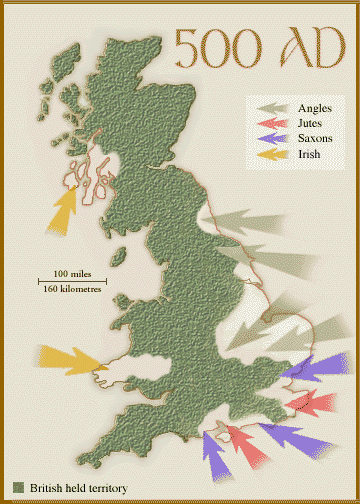 500 AD
Angles
Jutes
Saxons
Irish
100 miles
160 kilometres
British held territory